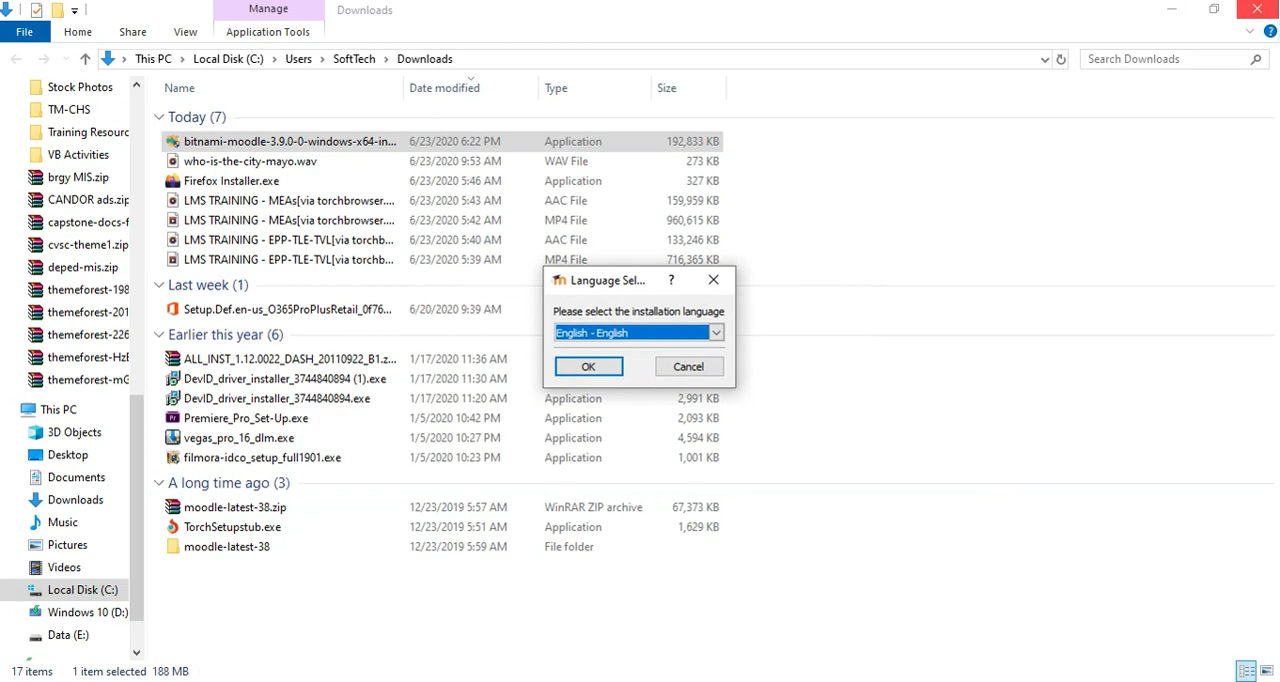 Manage
Downloads
File
Home
Share
View
Application Tools
This PC
Local Disk (C:)
Users
SoftTech
Downloads
Search Downloads
Name
Date modified
Type
Size
Stock Photos
TM-CHS
Training Resourc
VB Activities
brgy MIS.zip
CANDOR ads.zip
capstone-docs-f
cvsc-theme1.zip
deped-mis.zip
themeforest-198
themeforest-201
themeforest-226
themeforest-HzB
themeforest-mG
This PC
3D Objects
Desktop
Documents
Downloads
Music
Pictures
Videos
Local Disk (C:)
Windows 10 (D:)
Data (E:)
Today (7)
bitnami-moodle-3.9.0-0-windows-x64-in... 6/23/2020 6:22 PM Application 192,833 KB
who-is-the-city-mayo.wav 6/23/2020 9:53 AM WAV File 273 KB
Firefox Installer.exe 6/23/2020 5:46 AM Application 327 KB
LMS TRAINING - MEAs[via torchbrowser.... 6/23/2020 5:43 AM AAC File 159,959 KB
LMS TRAINING - MEAs[via torchbrowser.... 6/23/2020 5:42 AM MP4 File 960,615 KB
LMS TRAINING - EPP-TLE-TVL[via torchb... 6/23/2020 5:40 AM AAC File 133,246 KB
LMS TRAINING - EPP-TLE-TVL[via torchb... 6/23/2020 5:39 AM MP4 File 716,365 KB
Last week (1)
Setup.Def.en-us_O365ProPlusRetail_0f76... 6/20/2020 9:39 AM
Earlier this year (6)
ALL_INST_1.12.0022_DASH_20110922_B1.z... 1/17/2020 11:36 AM
DevID_driver_installer_3744840894 (1).exe 1/17/2020 11:30 AM
DevID_driver_installer_3744840894.exe 1/17/2020 11:20 AM Application 2,991 KB
Premiere_Pro_Set-Up.exe 1/5/2020 10:42 PM Application 2,093 KB
vegas_pro_16_dlm.exe 1/5/2020 10:27 PM Application 4,594 KB
filmora-idco_setup_full1901.exe 1/5/2020 10:23 PM Application 1,001 KB
A long time ago (3)
moodle-latest-38.zip 12/23/2019 5:57 AM WinRAR ZIP archive 67,373 KB
TorchSetupstub.exe 12/23/2019 5:51 AM Application 1,629 KB
moodle-latest-38 12/23/2019 5:59 AM File folder
Language Sel... ?
Please select the installation language
English - English
OK
Cancel
17 items 1 item selected 188 MB